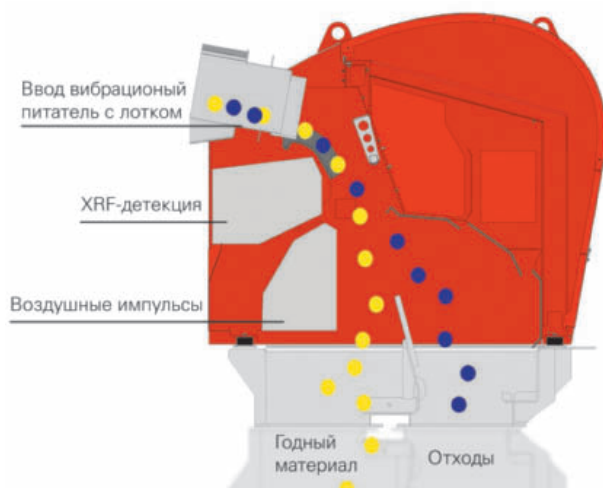 Ввод вибрационый
питатель с лотком
XRF-детекция
Воздушные импульсы
Годный
материал
Отходы